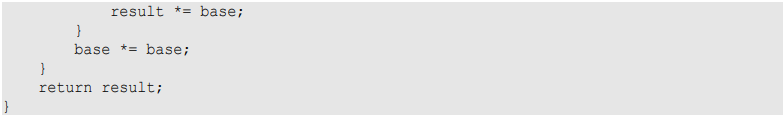 result *= base;
        }
        base *= base;
    }
    return result;
}